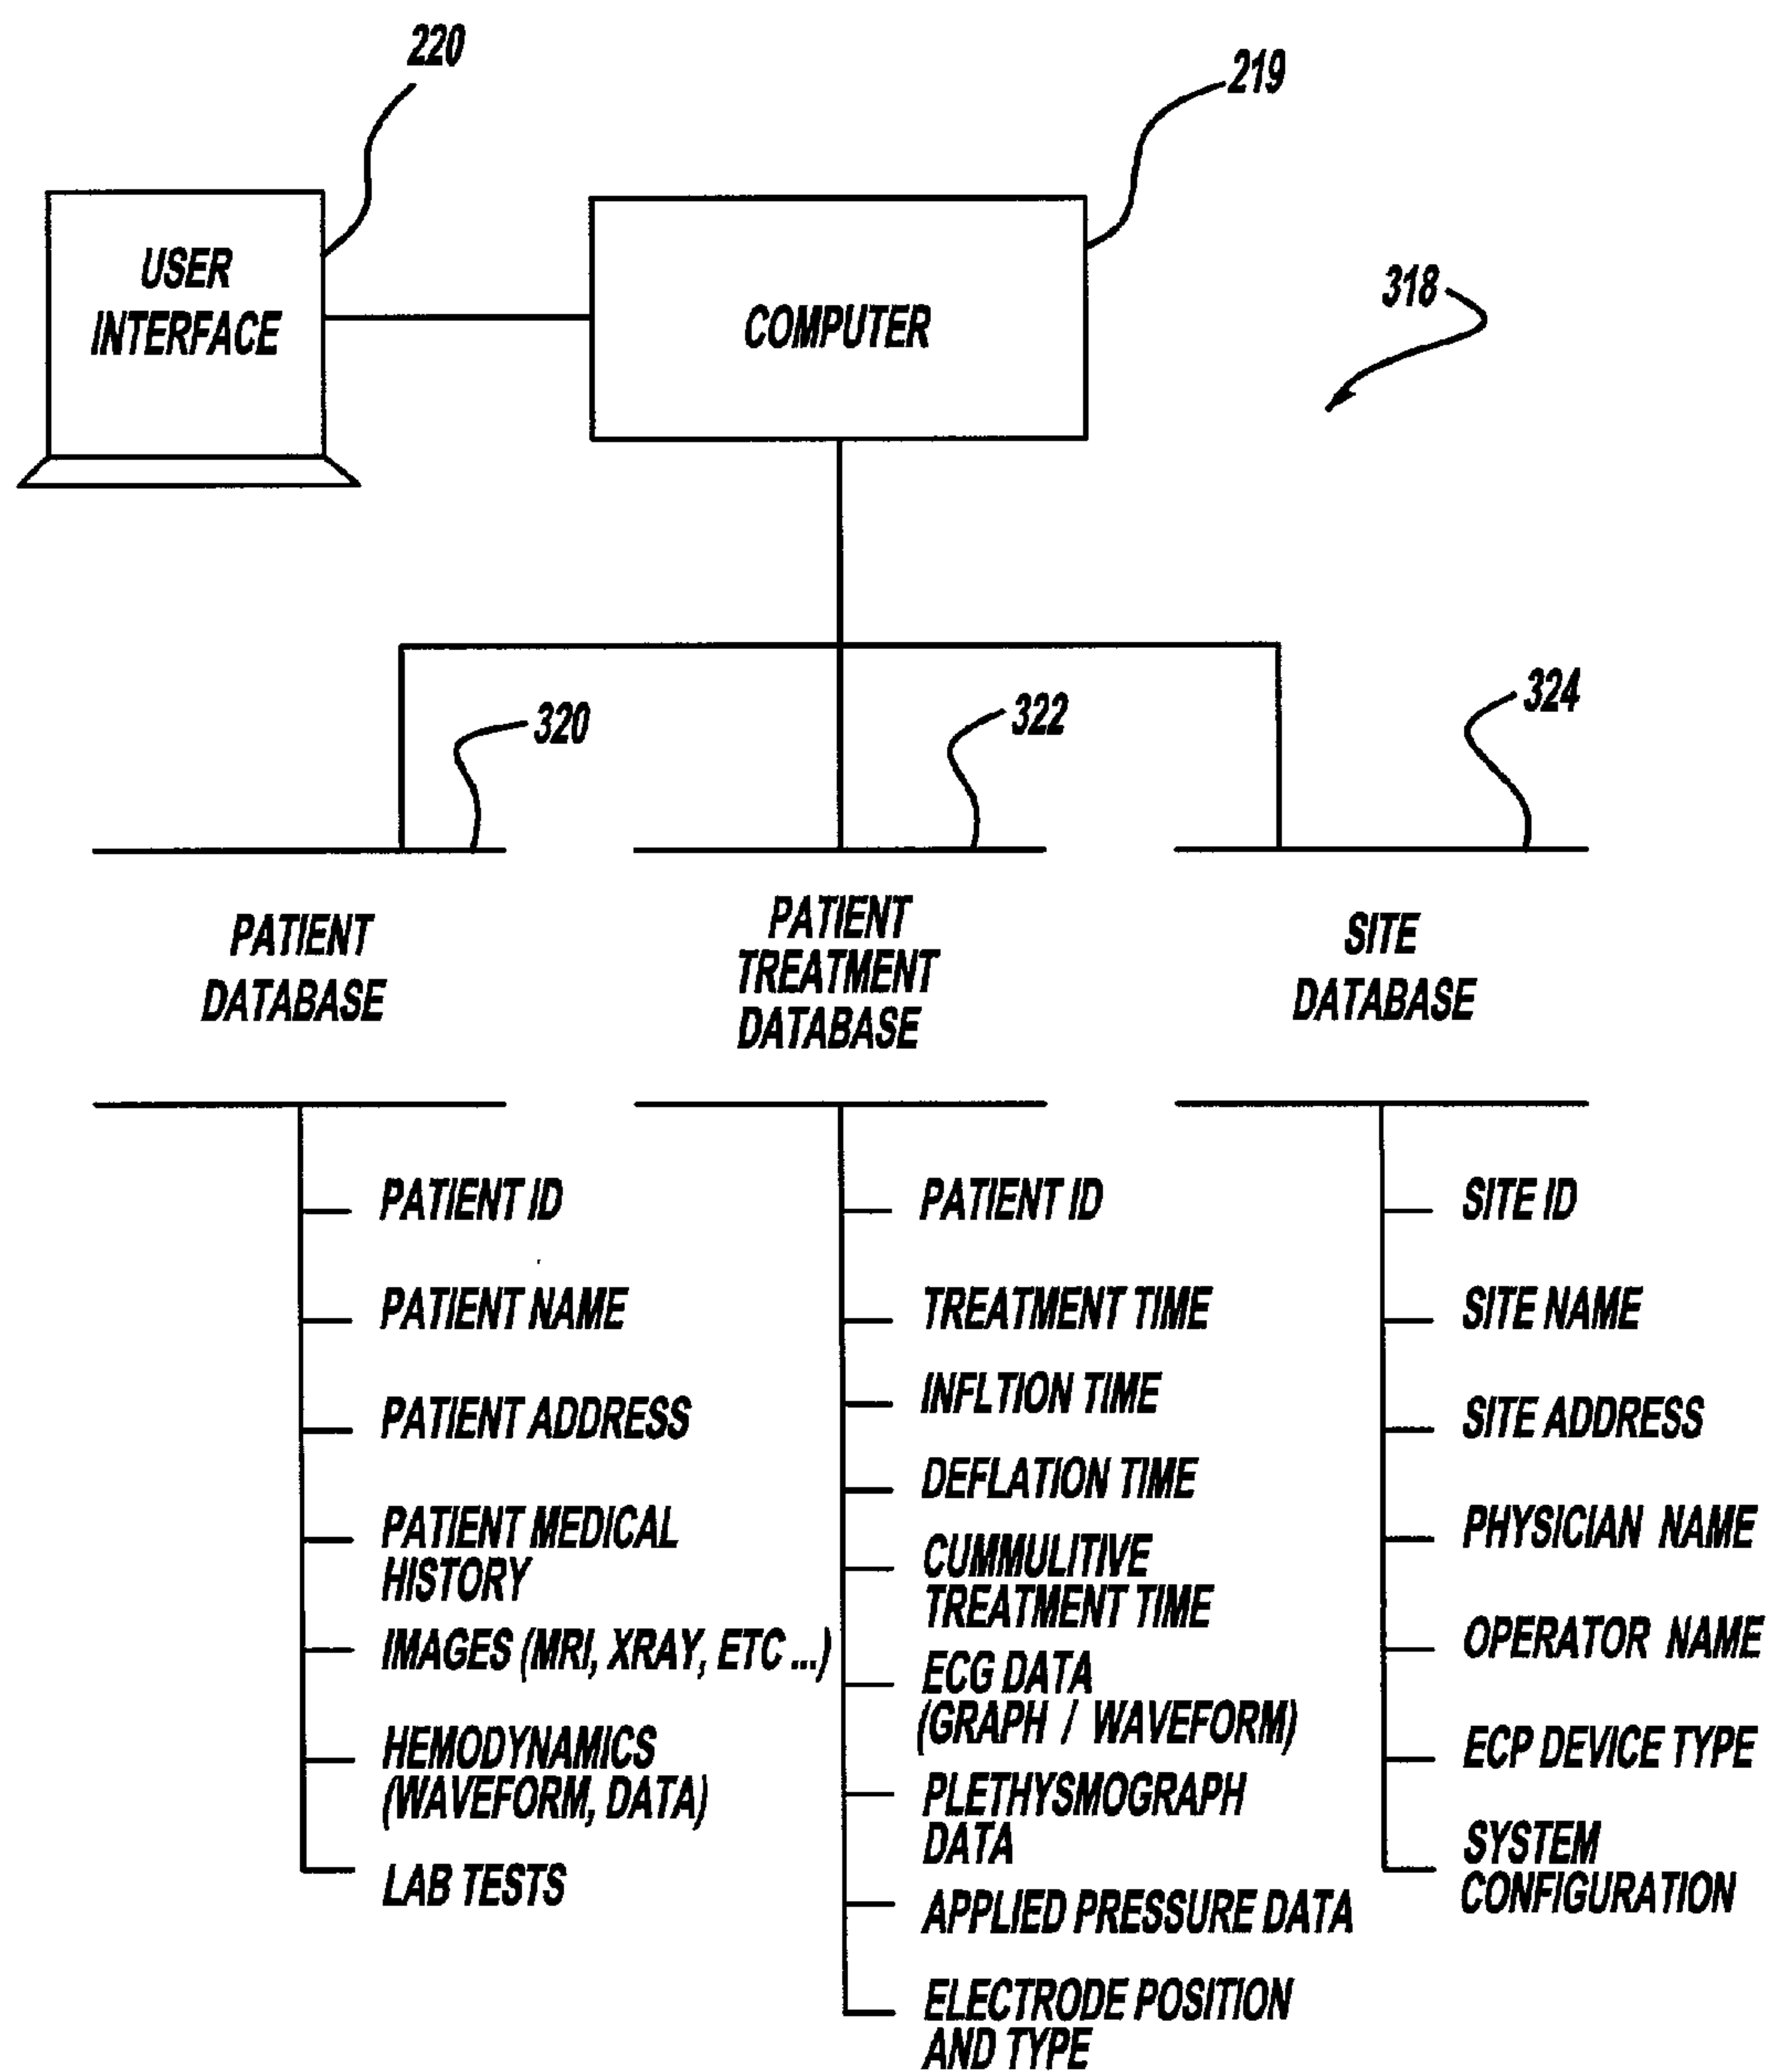 220
219
USER
INTERFACE
COMPUTER
318
320
322
324
PATIENT
DATABASE
PATIENT
TREATMENT
DATABASE
SITE
DATABASE
PATIENT ID
PATIENT NAME
PATIENT ADDRESS
PATIENT MEDICAL
HISTORY
IMAGES (MRI, XRAY, ETC ...)
HEMODYNAMICS
(WAVEFORM, DATA)
LAB TESTS
PATIENT ID
TREATMENT TIME
INFLTION TIME
DEFLATION TIME
CUMMULITIVE
TREATMENT TIME
ECG DATA
(GRAPH / WAVEFORM)
PLETHYSMOGRAPH
DATA
APPLIED PRESSURE DATA
ELECTRODE POSITION
AND TYPE
SITE ID
SITE NAME
SITE ADDRESS
PHYSICIAN NAME
OPERATOR NAME
ECP DEVICE TYPE
SYSTEM
CONFIGURATION